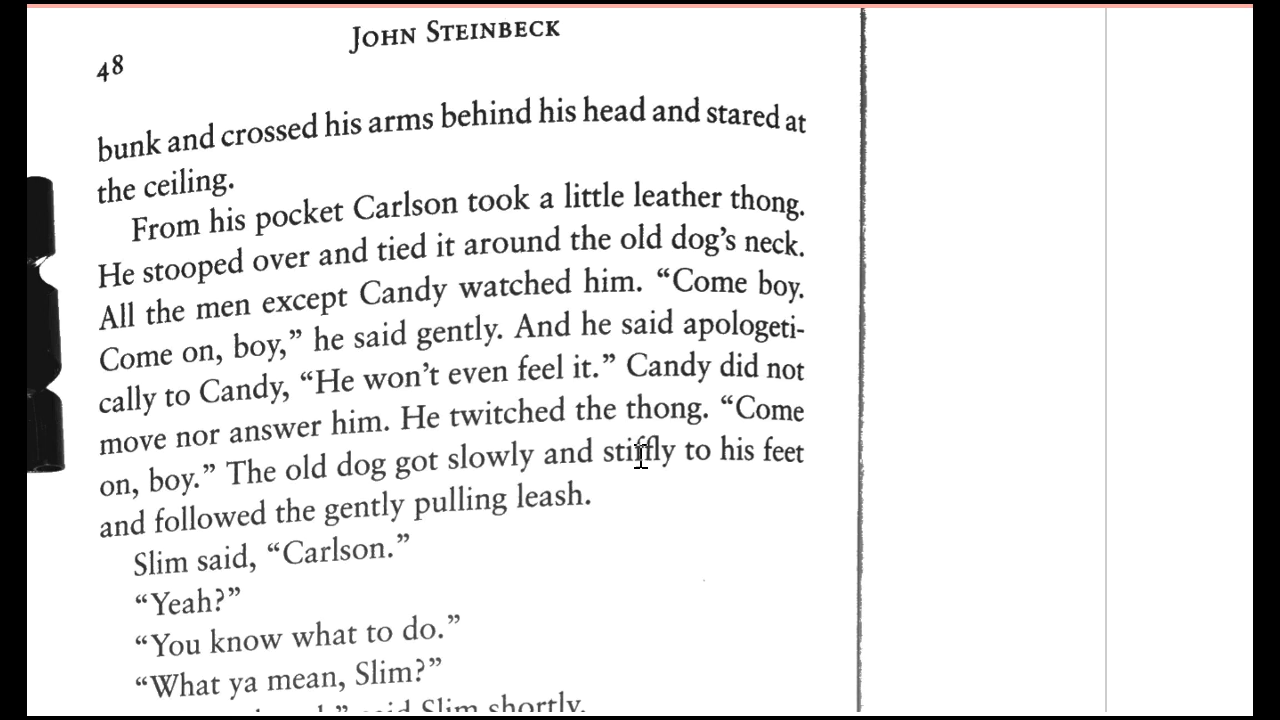 John Steinbeck
48
bunk and crossed his arms behind his head and stared at
the ceiling.
From his pocket Carlson took a little leather thong.
He stooped over and tied it around the old dog's neck.
All the men except Candy watched him. “Come boy.
Come on, boy,” he said gently. And he said apologeti-
cally to Candy, “He won't even feel it.” Candy did not
move nor answer him. He twitched the thong. “Come
on, boy.” The old dog got slowly and stiffly to his feet
and followed the gently pulling leash.
Slim said, “Carlson.”
“Yeah?”
“You know what to do.”
“What ya mean, Slim?”
said Slim shortly.